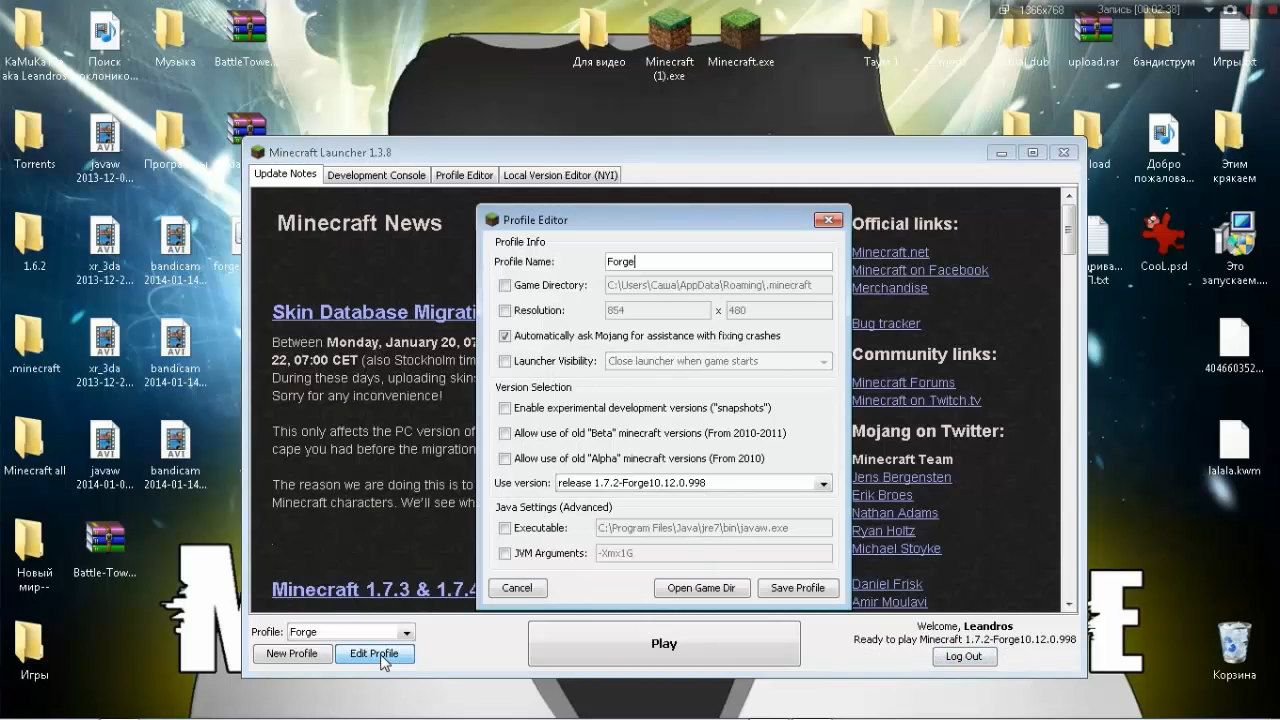 1366x768
Запись [00:02:38]
Поиск
Музыка
BattleTowe...
Для видео
Minecraft
(1).exe
Minecraft.exe
upload.rar
бандиструм
aka Leandros
Torrents
javaw
2013-12-0...
Добро
пожалова...
Этим
крякаем
1.6.2
xr_3da
2013-12-2...
bandicam
2014-01-14...
CooL.psd
Это
запускаем....
.minecraft
xr_3da
2013-12-2...
bandicam
2014-01-14...
404660352...
Minecraft all
javaw
2014-01-0...
bandicam
2014-01-14...
lalala.kwm
Новый
мир--
Battle-Tow...
Игры
Корзина
Minecraft Launcher 1.3.8
Update Notes
Development Console
Profile Editor
Local Version Editor (NYI)
Minecraft News
Skin Database Migrati
Between Monday, January 20, 07
22, 07:00 CET (also Stockholm tim
During these days, uploading skin
Sorry for any inconvenience!
This only affects the PC version of
cape you had before the migration
The reason we are doing this is to
Minecraft characters. We'll see wh
Minecraft 1.7.3 & 1.7.4
Official links:
Minecraft.net
Minecraft on Facebook
Merchandise
Bug tracker
Community links:
Minecraft Forums
Minecraft on Twitch.tv
Mojang on Twitter:
Minecraft Team
Jens Bergensten
Erik Broes
Nathan Adams
Ryan Holtz
Michael Stoyke
Daniel Frisk
Amir Moulavi
Profile Editor
Profile Info
Profile Name: Forge
Game Directory: C:\Users\Саша\AppData\Roaming\.minecraft
Resolution: 854 x 480
Automatically ask Mojang for assistance with fixing crashes
Launcher Visibility: Close launcher when game starts
Version Selection
Enable experimental development versions ("snapshots")
Allow use of old "Beta" minecraft versions (From 2010-2011)
Allow use of old "Alpha" minecraft versions (From 2010)
Use version: release 1.7.2-Forge10.12.0.998
Java Settings (Advanced)
Executable: C:\Program Files\Java\jre7\bin\javaw.exe
JVM Arguments: -Xmx1G
Cancel
Open Game Dir
Save Profile
Profile: Forge
New Profile
Edit Profile
Play
Welcome, Leandros
Ready to play Minecraft 1.7.2-Forge10.12.0.998
Log Out